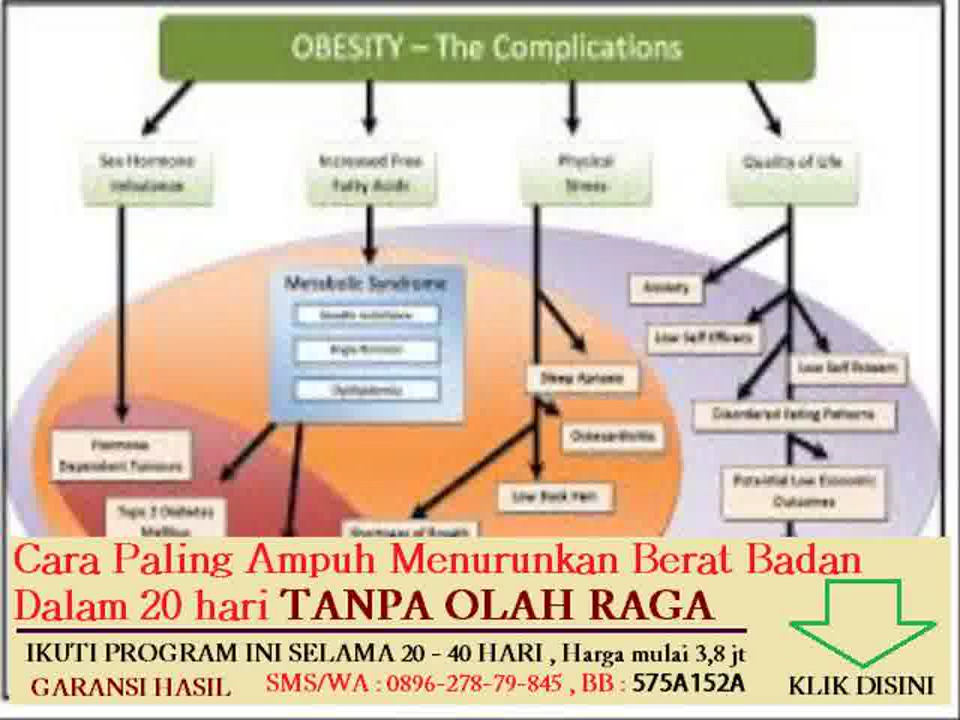 OBESITY – The Complications
Sex Hormone
Imbalance
Increased Free
Fatty Acids
Physical
Stress
Quality of Life
Metabolic Syndrome
Dyslipidemia
Anxiety
Low Self Efficacy
Low Self Esteem
Sleep Apnoea
Disordered Eating Patterns
Osteoarthritis
Hormone
Dependent Tumours
Potential Low Economic
Outcomes
Low Back Pain
Type 2 Diabetes
Mellitus
Shortness of Breath
Cara Paling Ampuh Menurunkan Berat Badan
Dalam 20 hari TANPA OLAH RAGA
IKUTI PROGRAM INI SELAMA 20 - 40 HARI , Harga mulai 3,8 jt
GARANSI HASIL SMS/WA : 0896-278-79-845 , BB : 575A152A
KLIK DISINI